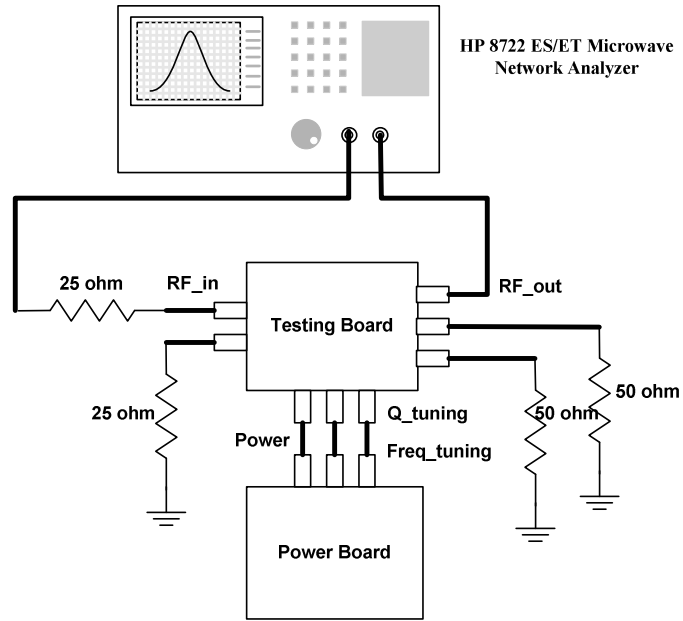 HP 8722 ES/ET Microwave
Network Analyzer
25 ohm
RF_in
RF_out
Testing Board
25 ohm
50 ohm
50 ohm
Q_tuning
Power
Freq_tuning
Power Board